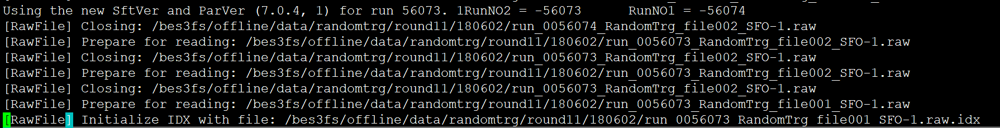 Using the new SftVer and ParVer (7.0.4, 1) for run 56073. 1RunNO2 = -56073      RunNO1 = -56074
[RawFile] Closing: /bes3fs/offline/data/randomtrg/round11/180602/run_0056074_RandomTrg_file002_SFO-1.raw
[RawFile] Prepare for reading: /bes3fs/offline/data/randomtrg/round11/180602/run_0056073_RandomTrg_file002_SFO-1.raw
[RawFile] Closing: /bes3fs/offline/data/randomtrg/round11/180602/run_0056073_RandomTrg_file002_SFO-1.raw
[RawFile] Prepare for reading: /bes3fs/offline/data/randomtrg/round11/180602/run_0056073_RandomTrg_file002_SFO-1.raw
[RawFile] Closing: /bes3fs/offline/data/randomtrg/round11/180602/run_0056073_RandomTrg_file002_SFO-1.raw
[RawFile] Prepare for reading: /bes3fs/offline/data/randomtrg/round11/180602/run_0056073_RandomTrg_file001_SFO-1.raw
[RawFile] Initialize IDX with file: /bes3fs/offline/data/randomtrg/round11/180602/run_0056073_RandomTrg_file001_SFO-1.raw.idx